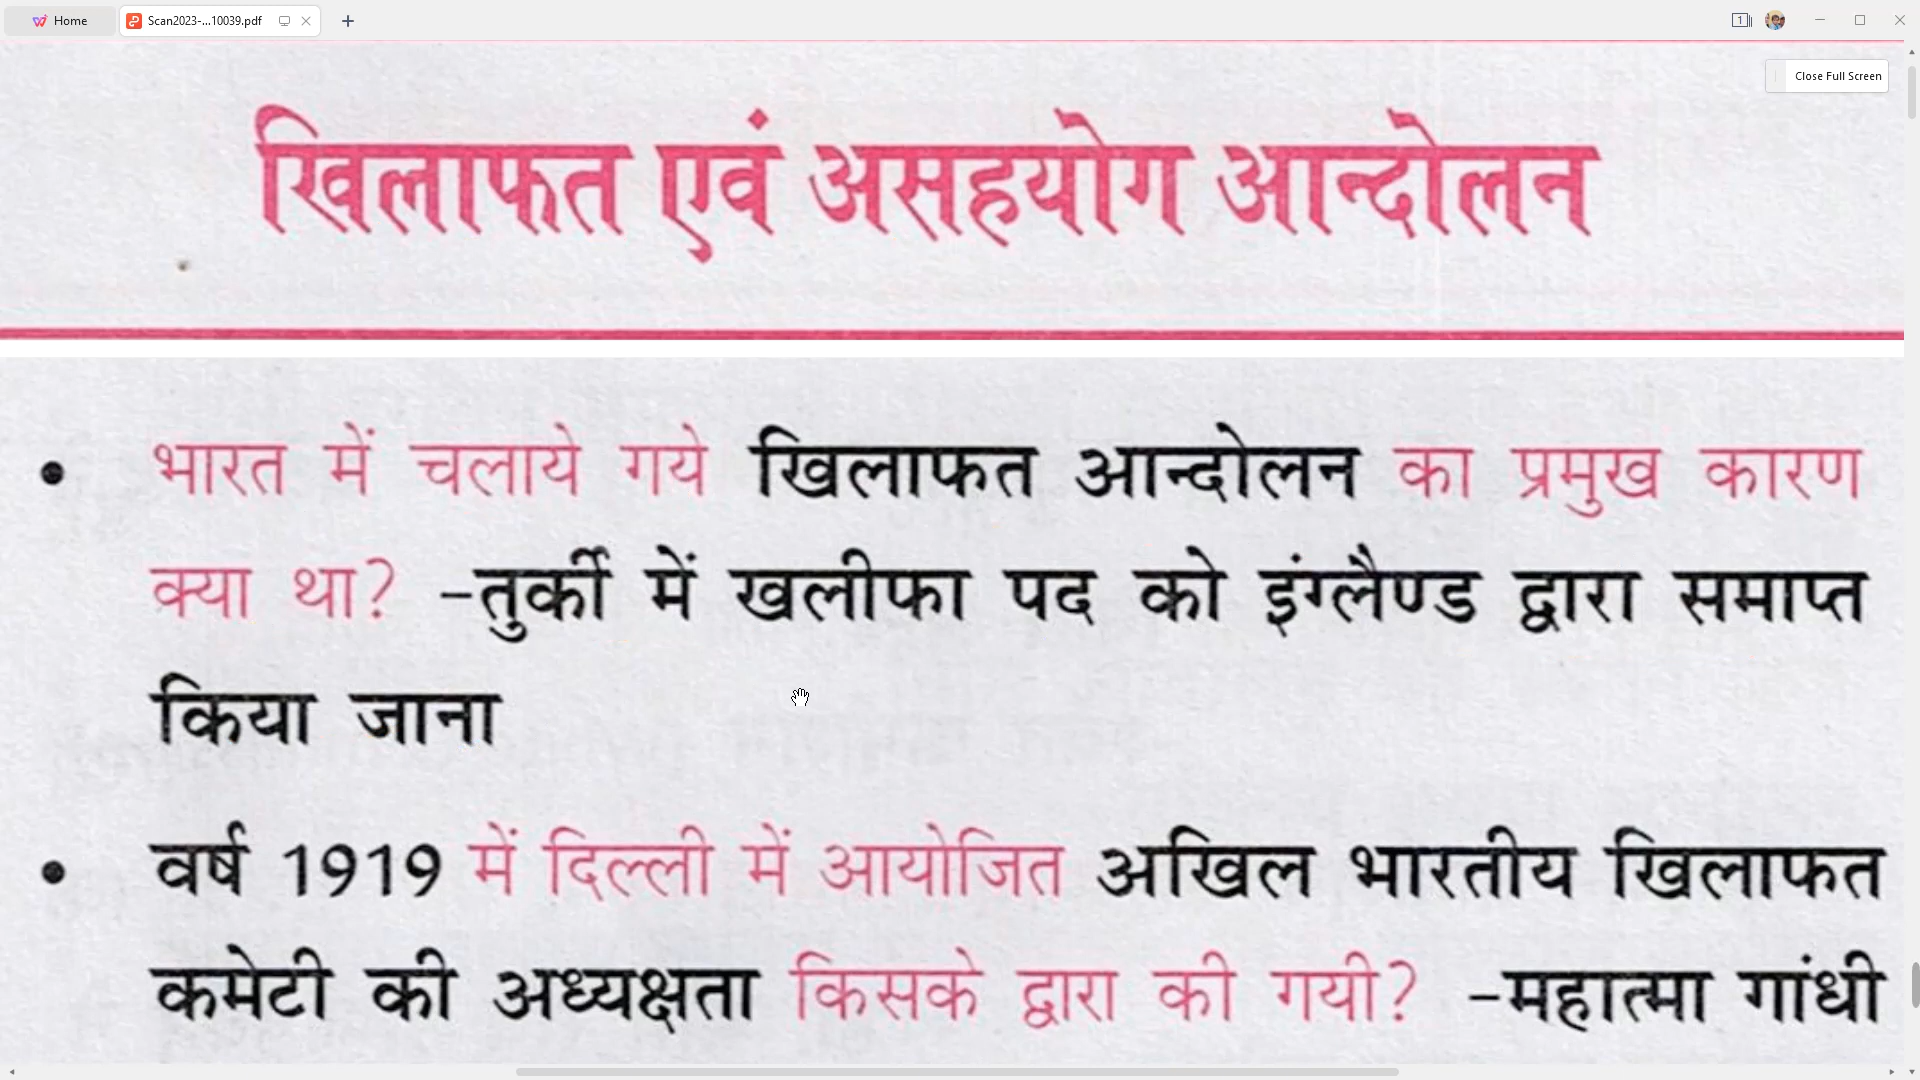 Home
Scan2023-...10039.pdf
1
Close Full Screen
खिलाफत एवं असहयोग आन्दोलन
• भारत में चलाये गये खिलाफत आन्दोलन का प्रमुख कारण
क्या था? -तुर्की में खलीफा पद को इंग्लैण्ड द्वारा समाप्त
किया जाना
• वर्ष 1919 में दिल्ली में आयोजित अखिल भारतीय खिलाफत
कमेटी की अध्यक्षता किसके द्वारा की गयी? -महात्मा गांधी